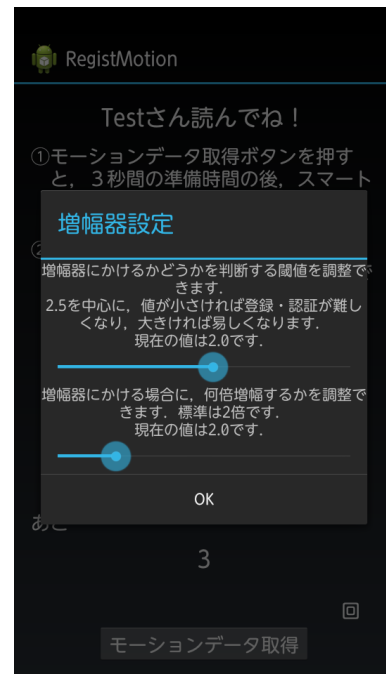 RegistMotion
Testさん読んでね！
①モーションデータ取得ボタンを押す
と，３秒間の準備時間の後，スマート
増幅器設定
増幅器にかけるかどうかを判断する閾値を調整で
きます．
2.5を中心に，値が小さければ登録・認証が難し
くなり，大きければ易しくなります．
現在の値は2.0です．
増幅器にかける場合に，何倍増幅するかを調整で
きます．標準は2倍です．
現在の値は2.0です．
OK
あと
3
モーションデータ取得